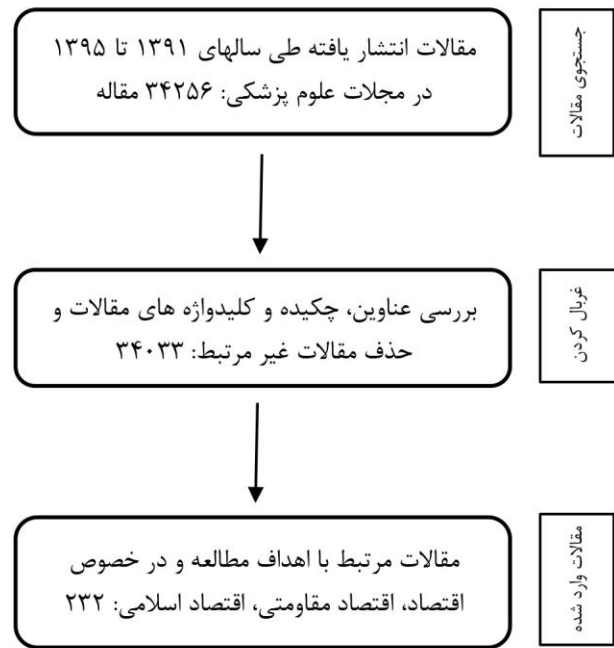 جستجوی مقالات
مقالات انتشار یافته طی سالهای ۱۳۹۱ تا ۱۳۹۵
در مجلات علوم پزشکی: ۳۴۲۵۶ مقاله
غربال کردن
بررسی عناوین، چکیده و کلیدواژه های مقالات و
حذف مقالات غیر مرتبط: ۳۴۰۳۳
مقالات وارد شده
مقالات مرتبط با اهداف مطالعه و در خصوص
اقتصاد، اقتصاد مقاومتی، اقتصاد اسلامی: ۲۳۲